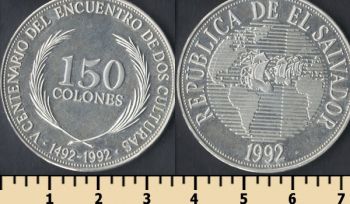 V CENTENARIO DEL ENCUENTRO DE DOS CULTURAS
150
COLONES
·1492-1992·
REPUBLICA DE EL SALVADOR
1992
1 2 3 4 5 6 7